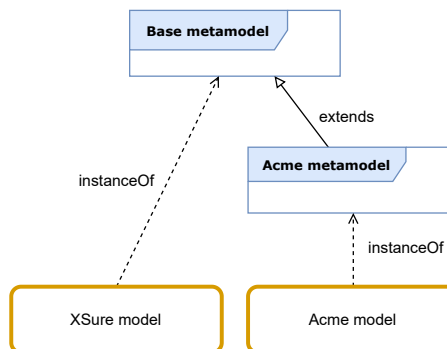 Base metamodel
extends
Acme metamodel
instanceOf
instanceOf
XSure model
Acme model